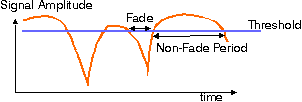 Signal Amplitude
Fade
Threshold
Non-Fade Period
time